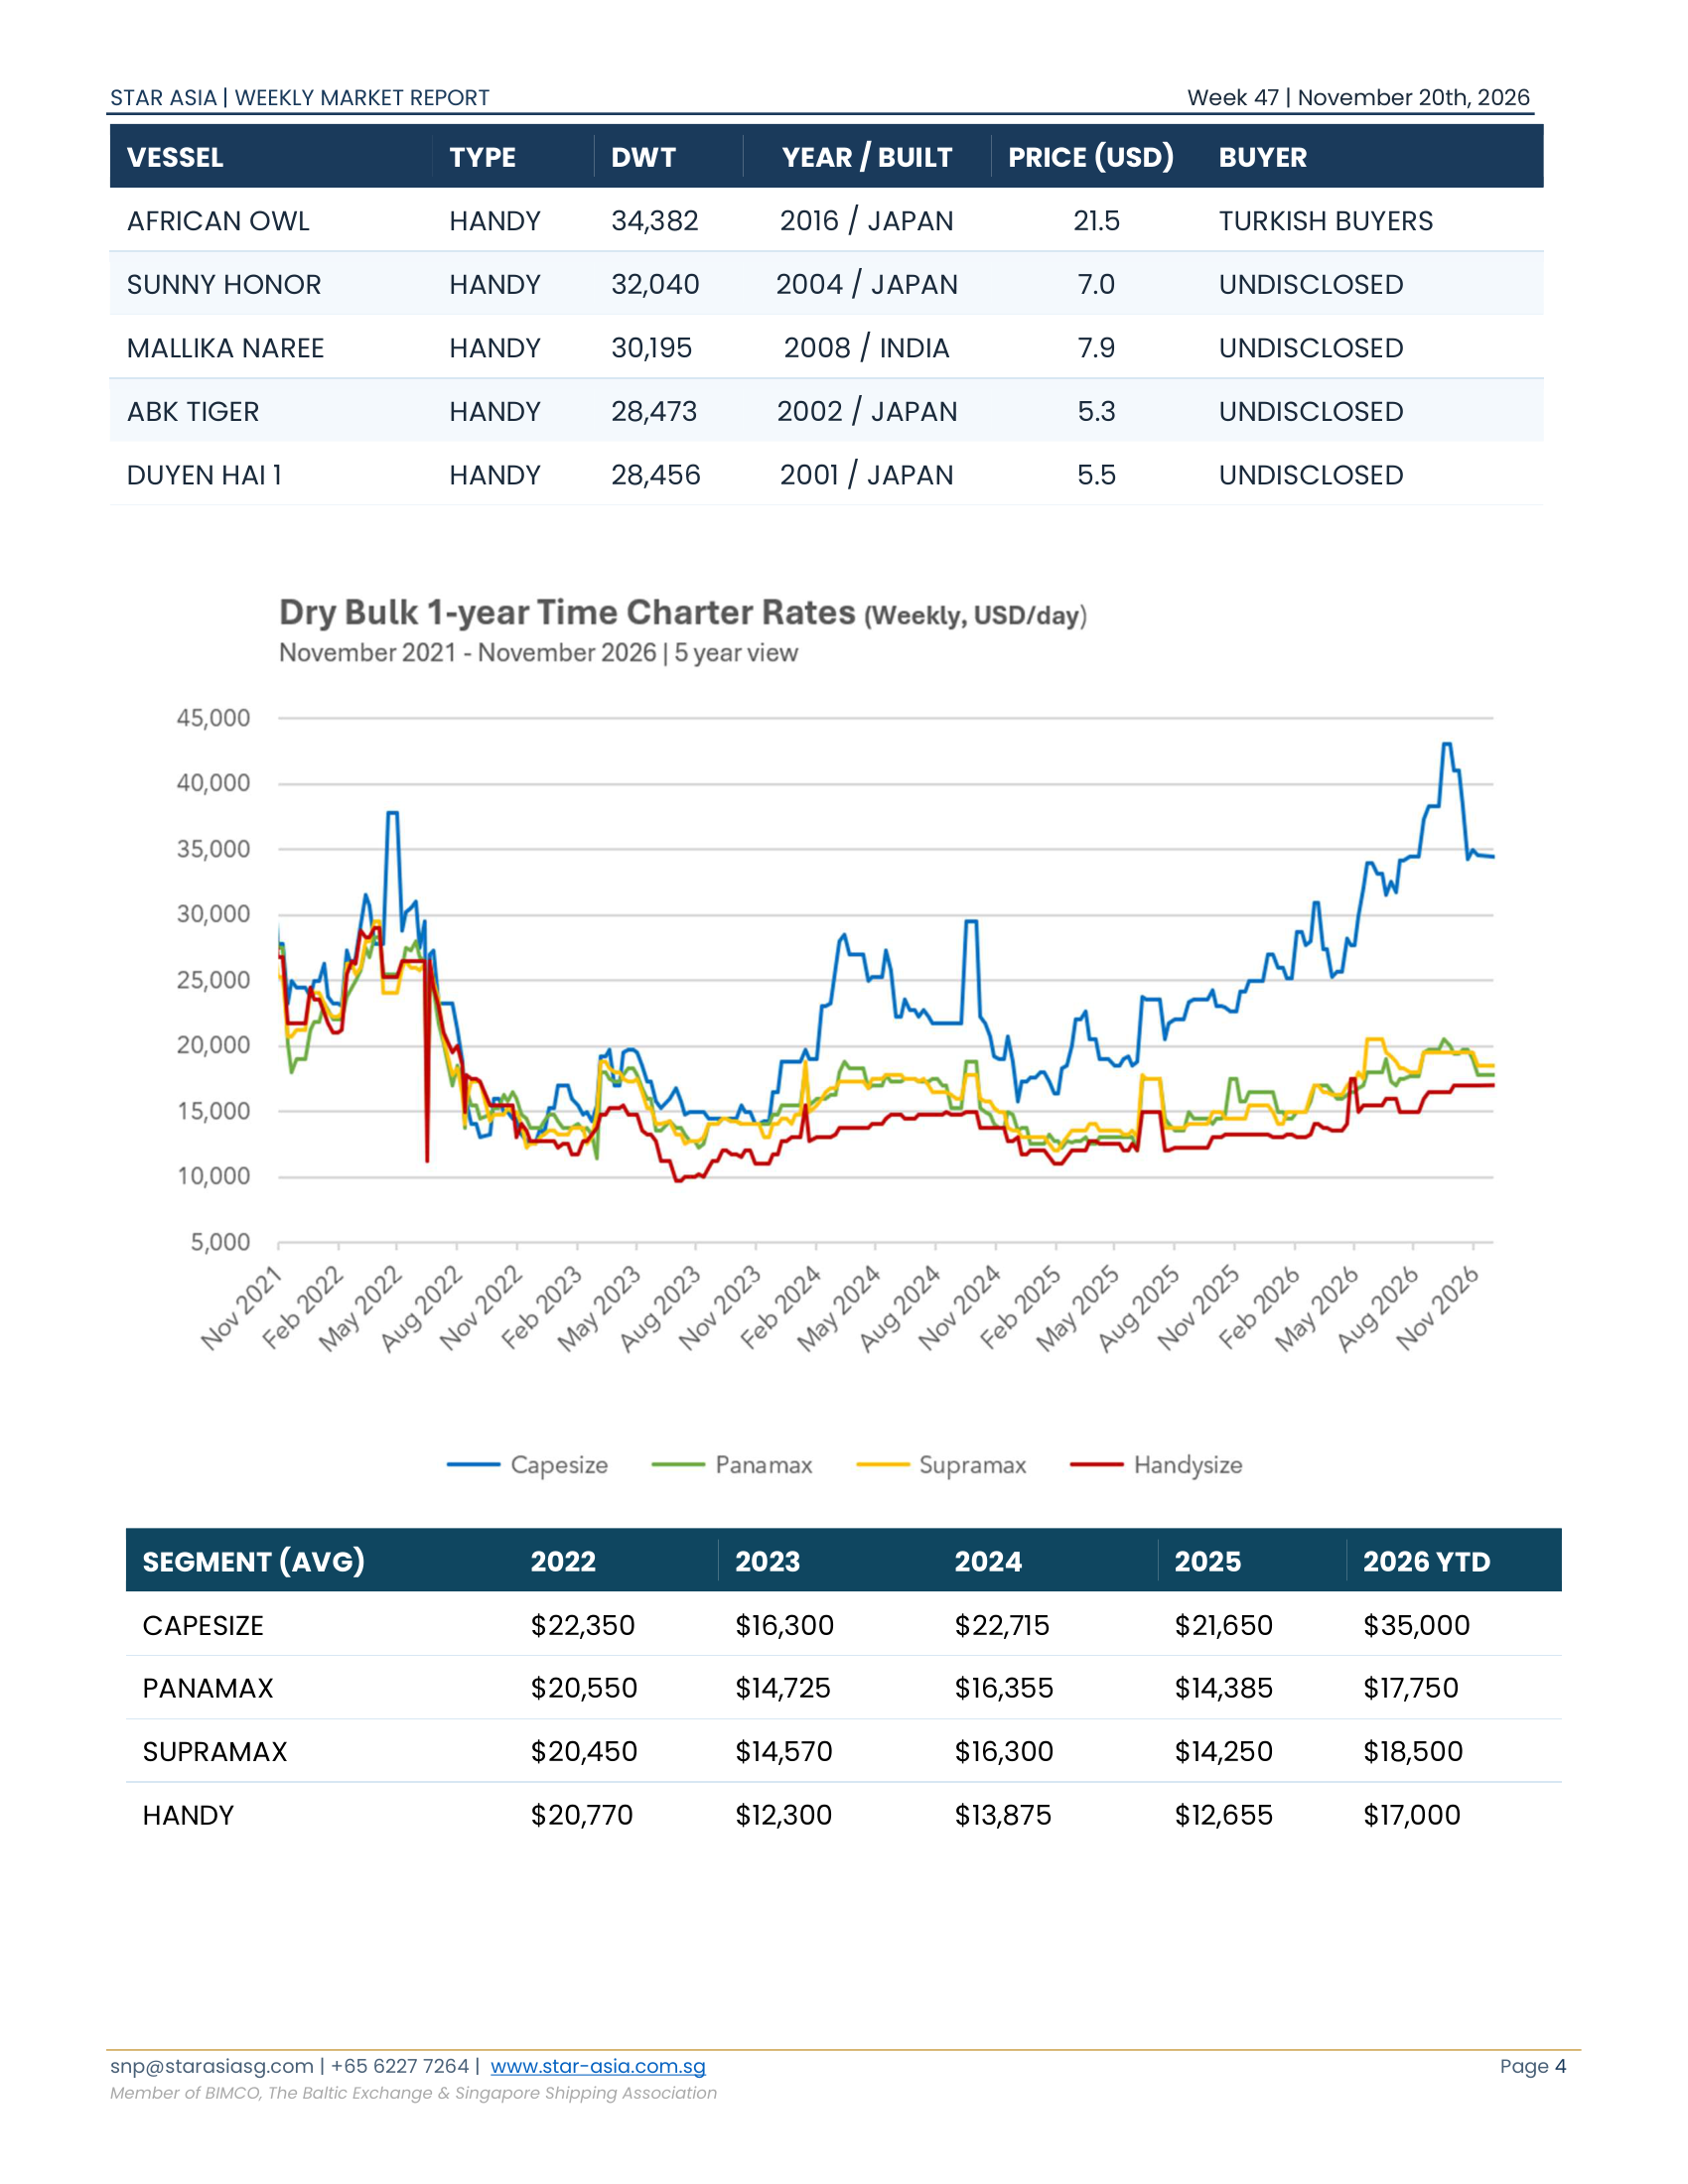 STAR ASIA | WEEKLY MARKET REPORT Week 47 | November 20th, 2026
VESSEL TYPE DWT YEAR / BUILT PRICE (USD) BUYER
AFRICAN OWL HANDY 34,382 2016 / JAPAN 21.5 TURKISH BUYERS
SUNNY HONOR HANDY 32,040 2004 / JAPAN 7.0 UNDISCLOSED
MALLIKA NAREE HANDY 30,195 2008 / INDIA 7.9 UNDISCLOSED
ABK TIGER HANDY 28,473 2002 / JAPAN 5.3 UNDISCLOSED
DUYEN HAI 1 HANDY 28,456 2001 / JAPAN 5.5 UNDISCLOSED
Dry Bulk 1-year Time Charter Rates (Weekly, USD/day)
November 2021 - November 2026 | 5 year view
45,000
40,000
35,000
30,000
25,000
20,000
15,000
10,000
5,000
Nov 2021 Feb 2022 May 2022 Aug 2022 Nov 2022 Feb 2023 May 2023 Aug 2023 Nov 2023 Feb 2024 May 2024 Aug 2024 Nov 2024 Feb 2025 May 2025 Aug 2025 Nov 2025 Feb 2026 May 2026 Aug 2026 Nov 2026
Capesize Panamax Supramax Handysize
SEGMENT (AVG) 2022 2023 2024 2025 2026 YTD
CAPESIZE $22,350 $16,300 $22,715 $21,650 $35,000
PANAMAX $20,550 $14,725 $16,355 $14,385 $17,750
SUPRAMAX $20,450 $14,570 $16,300 $14,250 $18,500
HANDY $20,770 $12,300 $13,875 $12,655 $17,000
snp@starasiasg.com | +65 6227 7264 | www.star-asia.com.sg Page 4
Member of BIMCO, The Baltic Exchange & Singapore Shipping Association